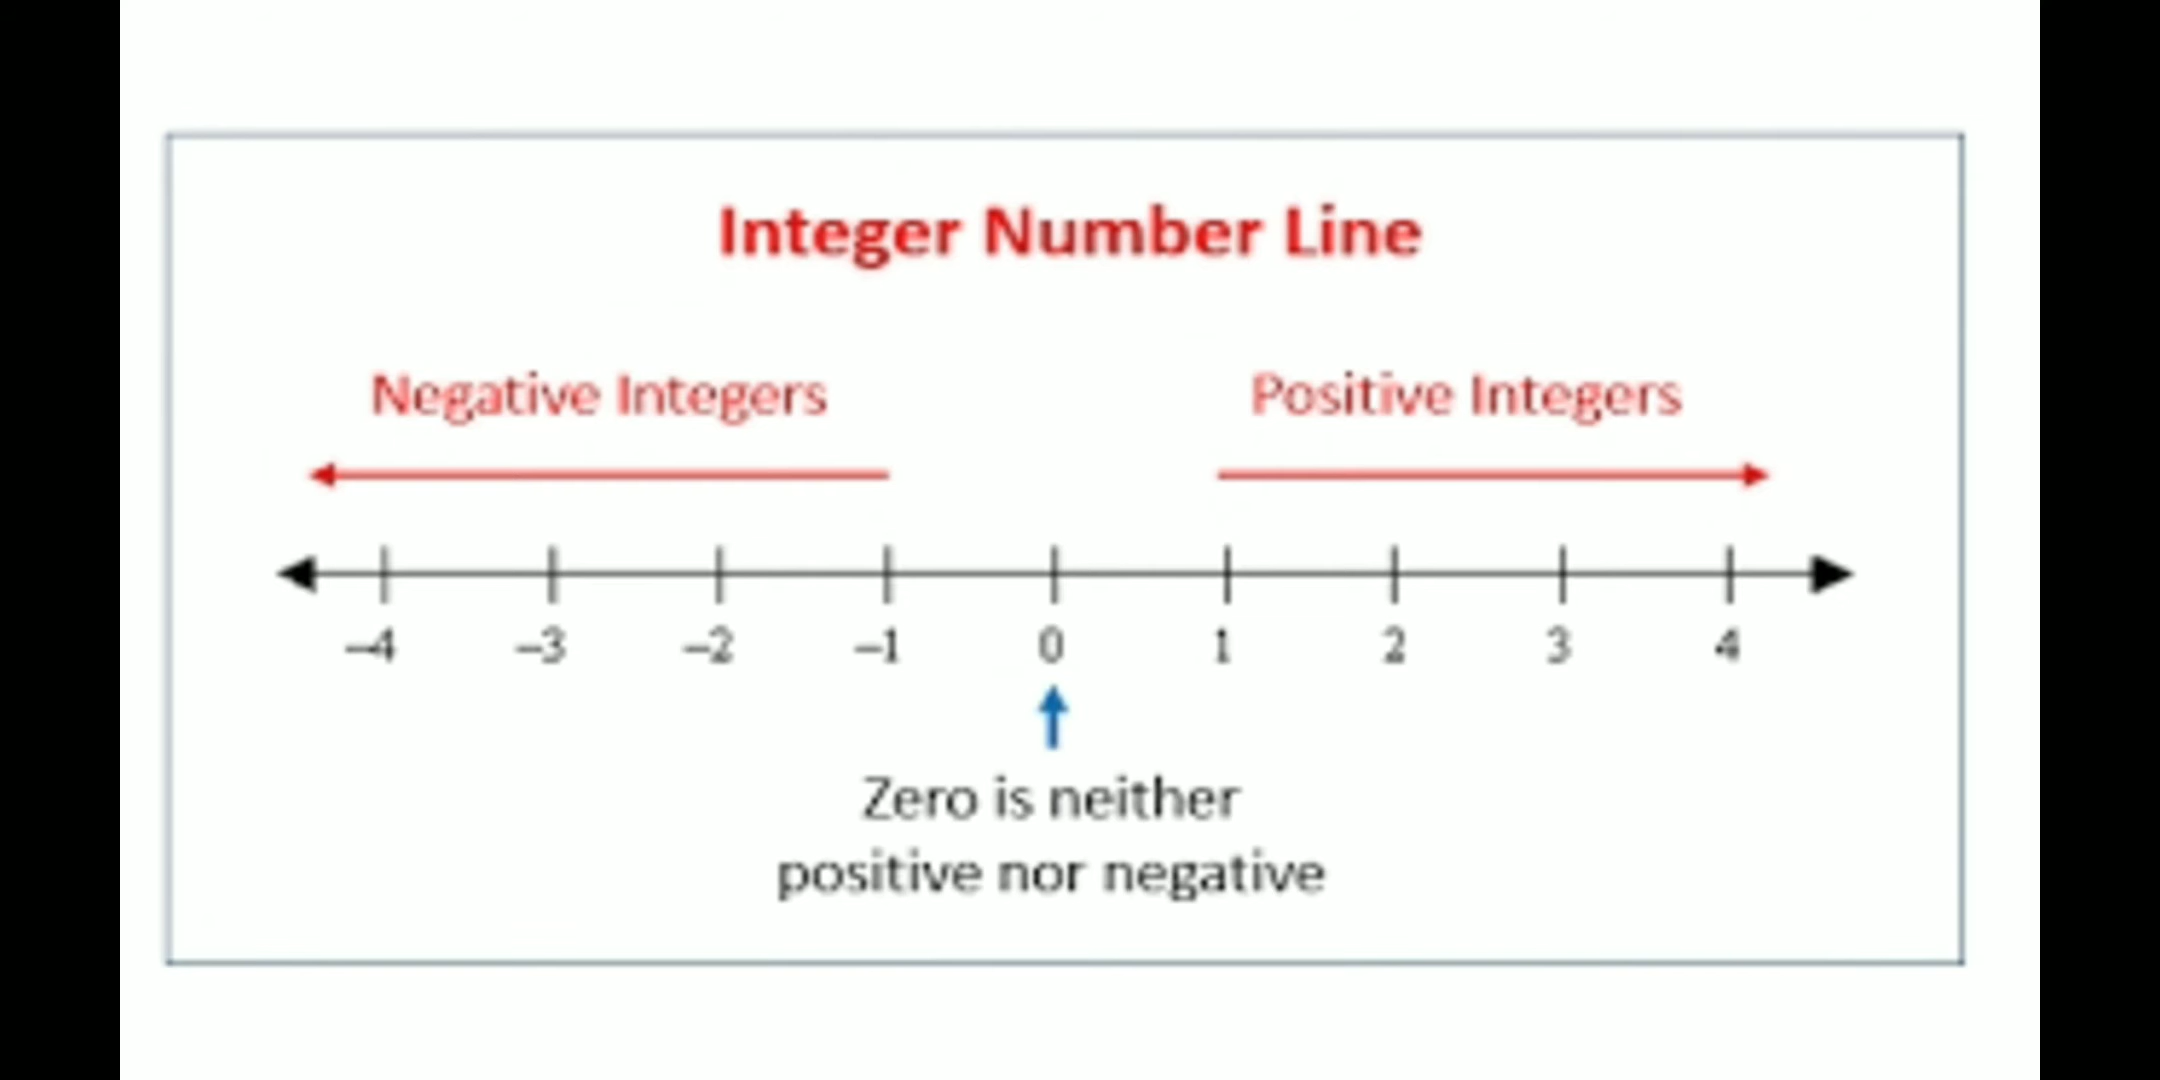 Integer Number Line
Negative Integers Positive Integers
–4 –3 –2 –1 0 1 2 3 4
Zero is neither
positive nor negative